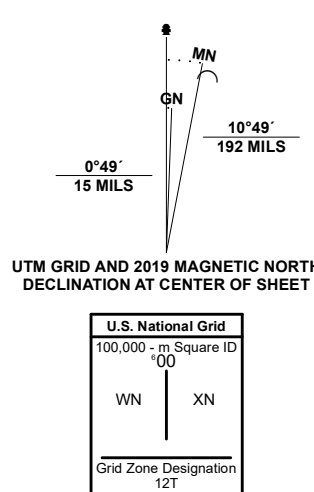 MN
GN
0°49´
15 MILS
10°49´
192 MILS
UTM GRID AND 2019 MAGNETIC NORTH
DECLINATION AT CENTER OF SHEET
U.S. National Grid
100,000 - m Square ID
⁶00
WN XN
Grid Zone Designation
12T